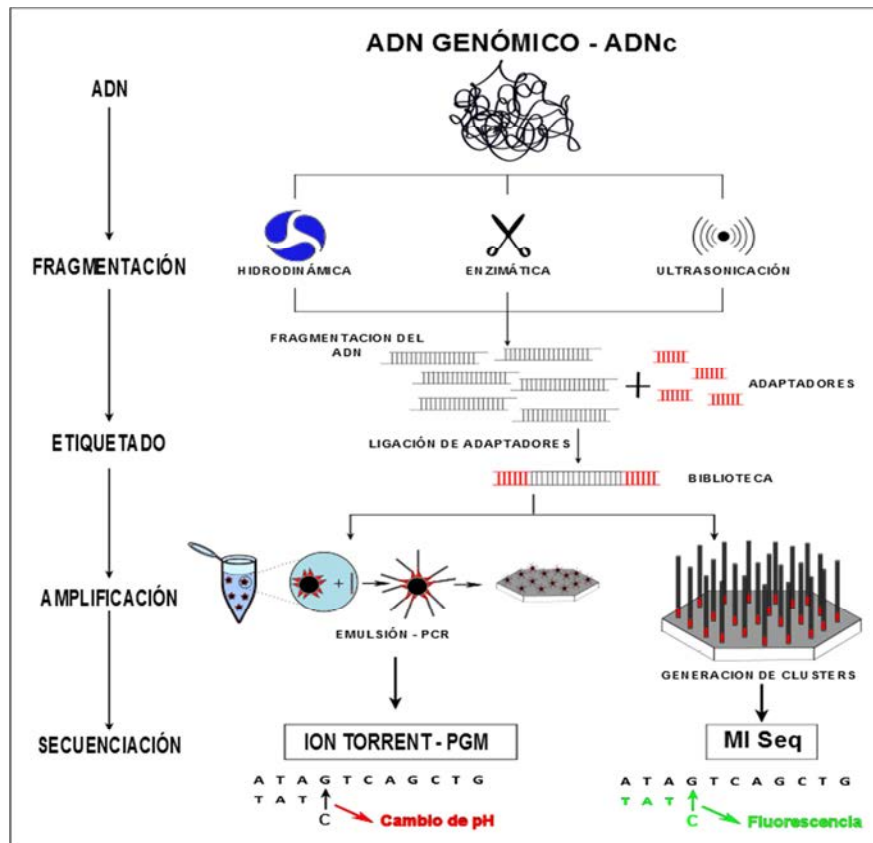 ADN GENÓMICO - ADNc
ADN
FRAGMENTACIÓN
HIDRODINÁMICA
ENZIMÁTICA
ULTRASONICACIÓN
FRAGMENTACION DEL
ADN
ADAPTADORES
ETIQUETADO
LIGACIÓN DE ADAPTADORES
BIBLIOTECA
AMPLIFICACIÓN
EMULSIÓN - PCR
GENERACION DE CLUSTERS
SECUENCIACIÓN
ION TORRENT - PGM
MI Seq
A T A G T C A G C T G
T A T
C
Cambio de pH
A T A G T C A G C T G
T A T
C
Fluorescencia